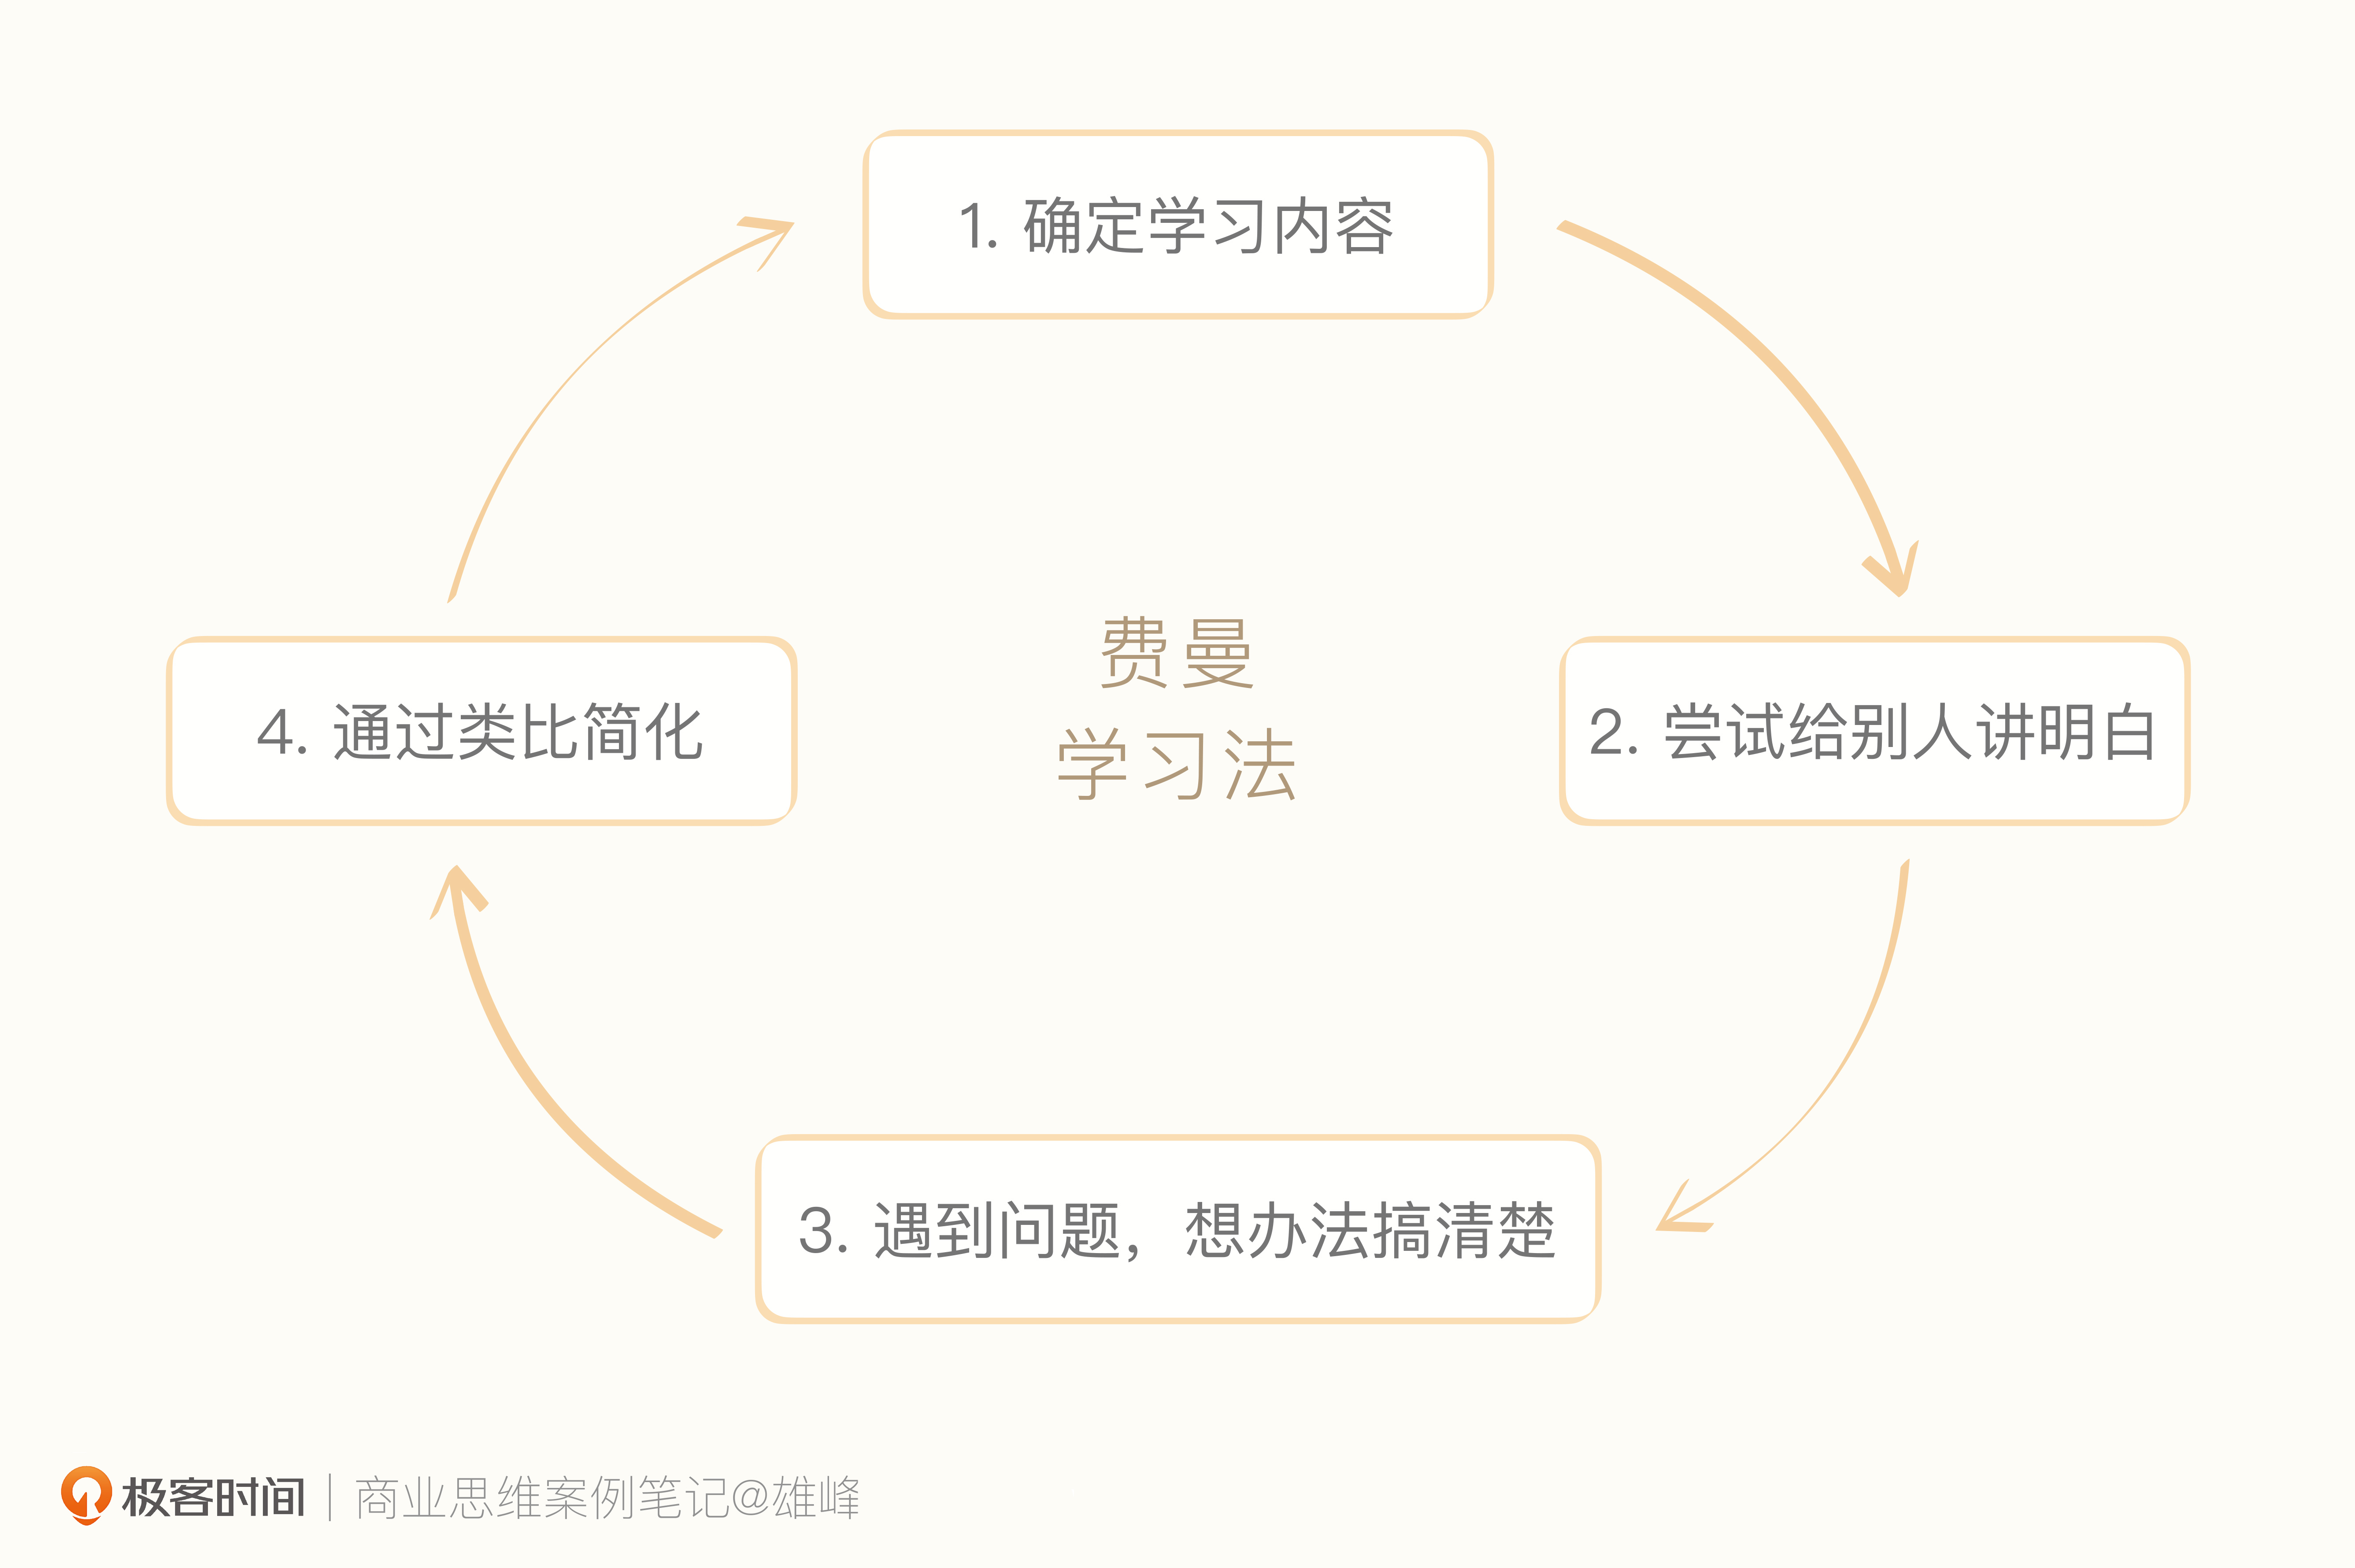 1. 确定学习内容
费曼
学习法
4. 通过类比简化
2. 尝试给别人讲明白
3. 遇到问题，想办法搞清楚
极客时间 | 商业思维案例笔记@雄峰